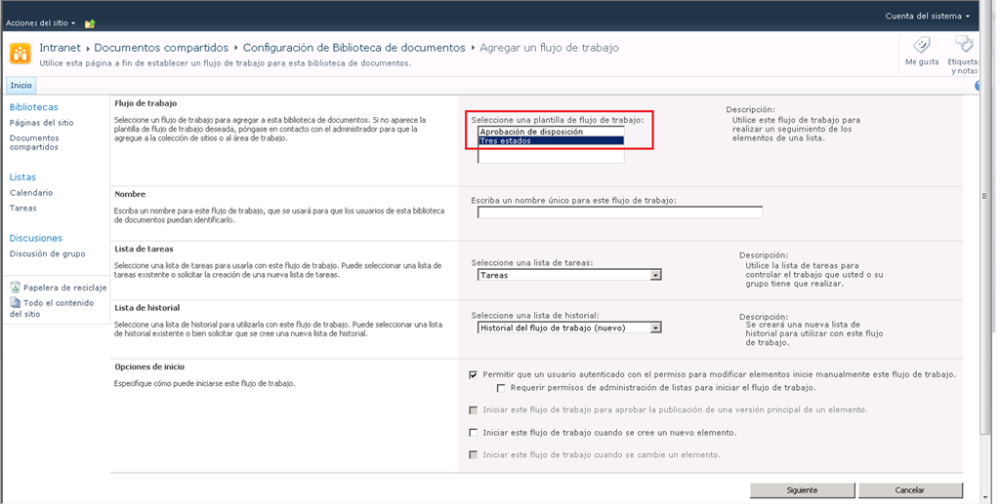 Acciones del sitio
Cuenta del sistema
Intranet ▸ Documentos compartidos ▸ Configuración de Biblioteca de documentos ▸ Agregar un flujo de trabajo
Utilice esta página a fin de establecer un flujo de trabajo para esta biblioteca de documentos.
Me gusta
Etiquetas
y notas
Inicio
Bibliotecas
Páginas del sitio
Documentos
compartidos
Listas
Calendario
Tareas
Discusiones
Discusión de grupo
Papelera de reciclaje
Todo el contenido
del sitio
Flujo de trabajo
Seleccione un flujo de trabajo para agregar a esta biblioteca de documentos. Si no aparece la
plantilla de flujo de trabajo deseada, póngase en contacto con el administrador para que la
agregue a la colección de sitios o al área de trabajo.
Seleccione una plantilla de flujo de trabajo:
Aprobación de disposición
Tres estados
Descripción:
Utilice este flujo de trabajo para
realizar un seguimiento de los
elementos de una lista.
Nombre
Escriba un nombre para este flujo de trabajo, que se usará para que los usuarios de esta biblioteca
de documentos puedan identificarlo.
Escriba un nombre único para este flujo de trabajo:
Lista de tareas
Seleccione una lista de tareas para usarla con este flujo de trabajo. Puede seleccionar una lista de
tareas existente o solicitar la creación de una nueva lista de tareas.
Seleccione una lista de tareas:
Tareas
Descripción:
Utilice la lista de tareas para
controlar el trabajo que usted o su
grupo tiene que realizar.
Lista de historial
Seleccione una lista de historial para utilizarla con este flujo de trabajo. Puede seleccionar una lista
de historial existente o bien solicitar que se cree una nueva lista de historial.
Seleccione una lista de historial:
Historial del flujo de trabajo (nuevo)
Descripción:
Se creará una nueva lista de
historial para utilizar con este flujo
de trabajo.
Opciones de inicio
Especifique cómo puede iniciarse este flujo de trabajo.
Permitir que un usuario autenticado con el permiso para modificar elementos inicie manualmente este flujo de trabajo.
Requerir permisos de administración de listas para iniciar el flujo de trabajo.
Iniciar este flujo de trabajo para aprobar la publicación de una versión principal de un elemento.
Iniciar este flujo de trabajo cuando se cree un nuevo elemento.
Iniciar este flujo de trabajo cuando se cambie un elemento.
Siguiente
Cancelar